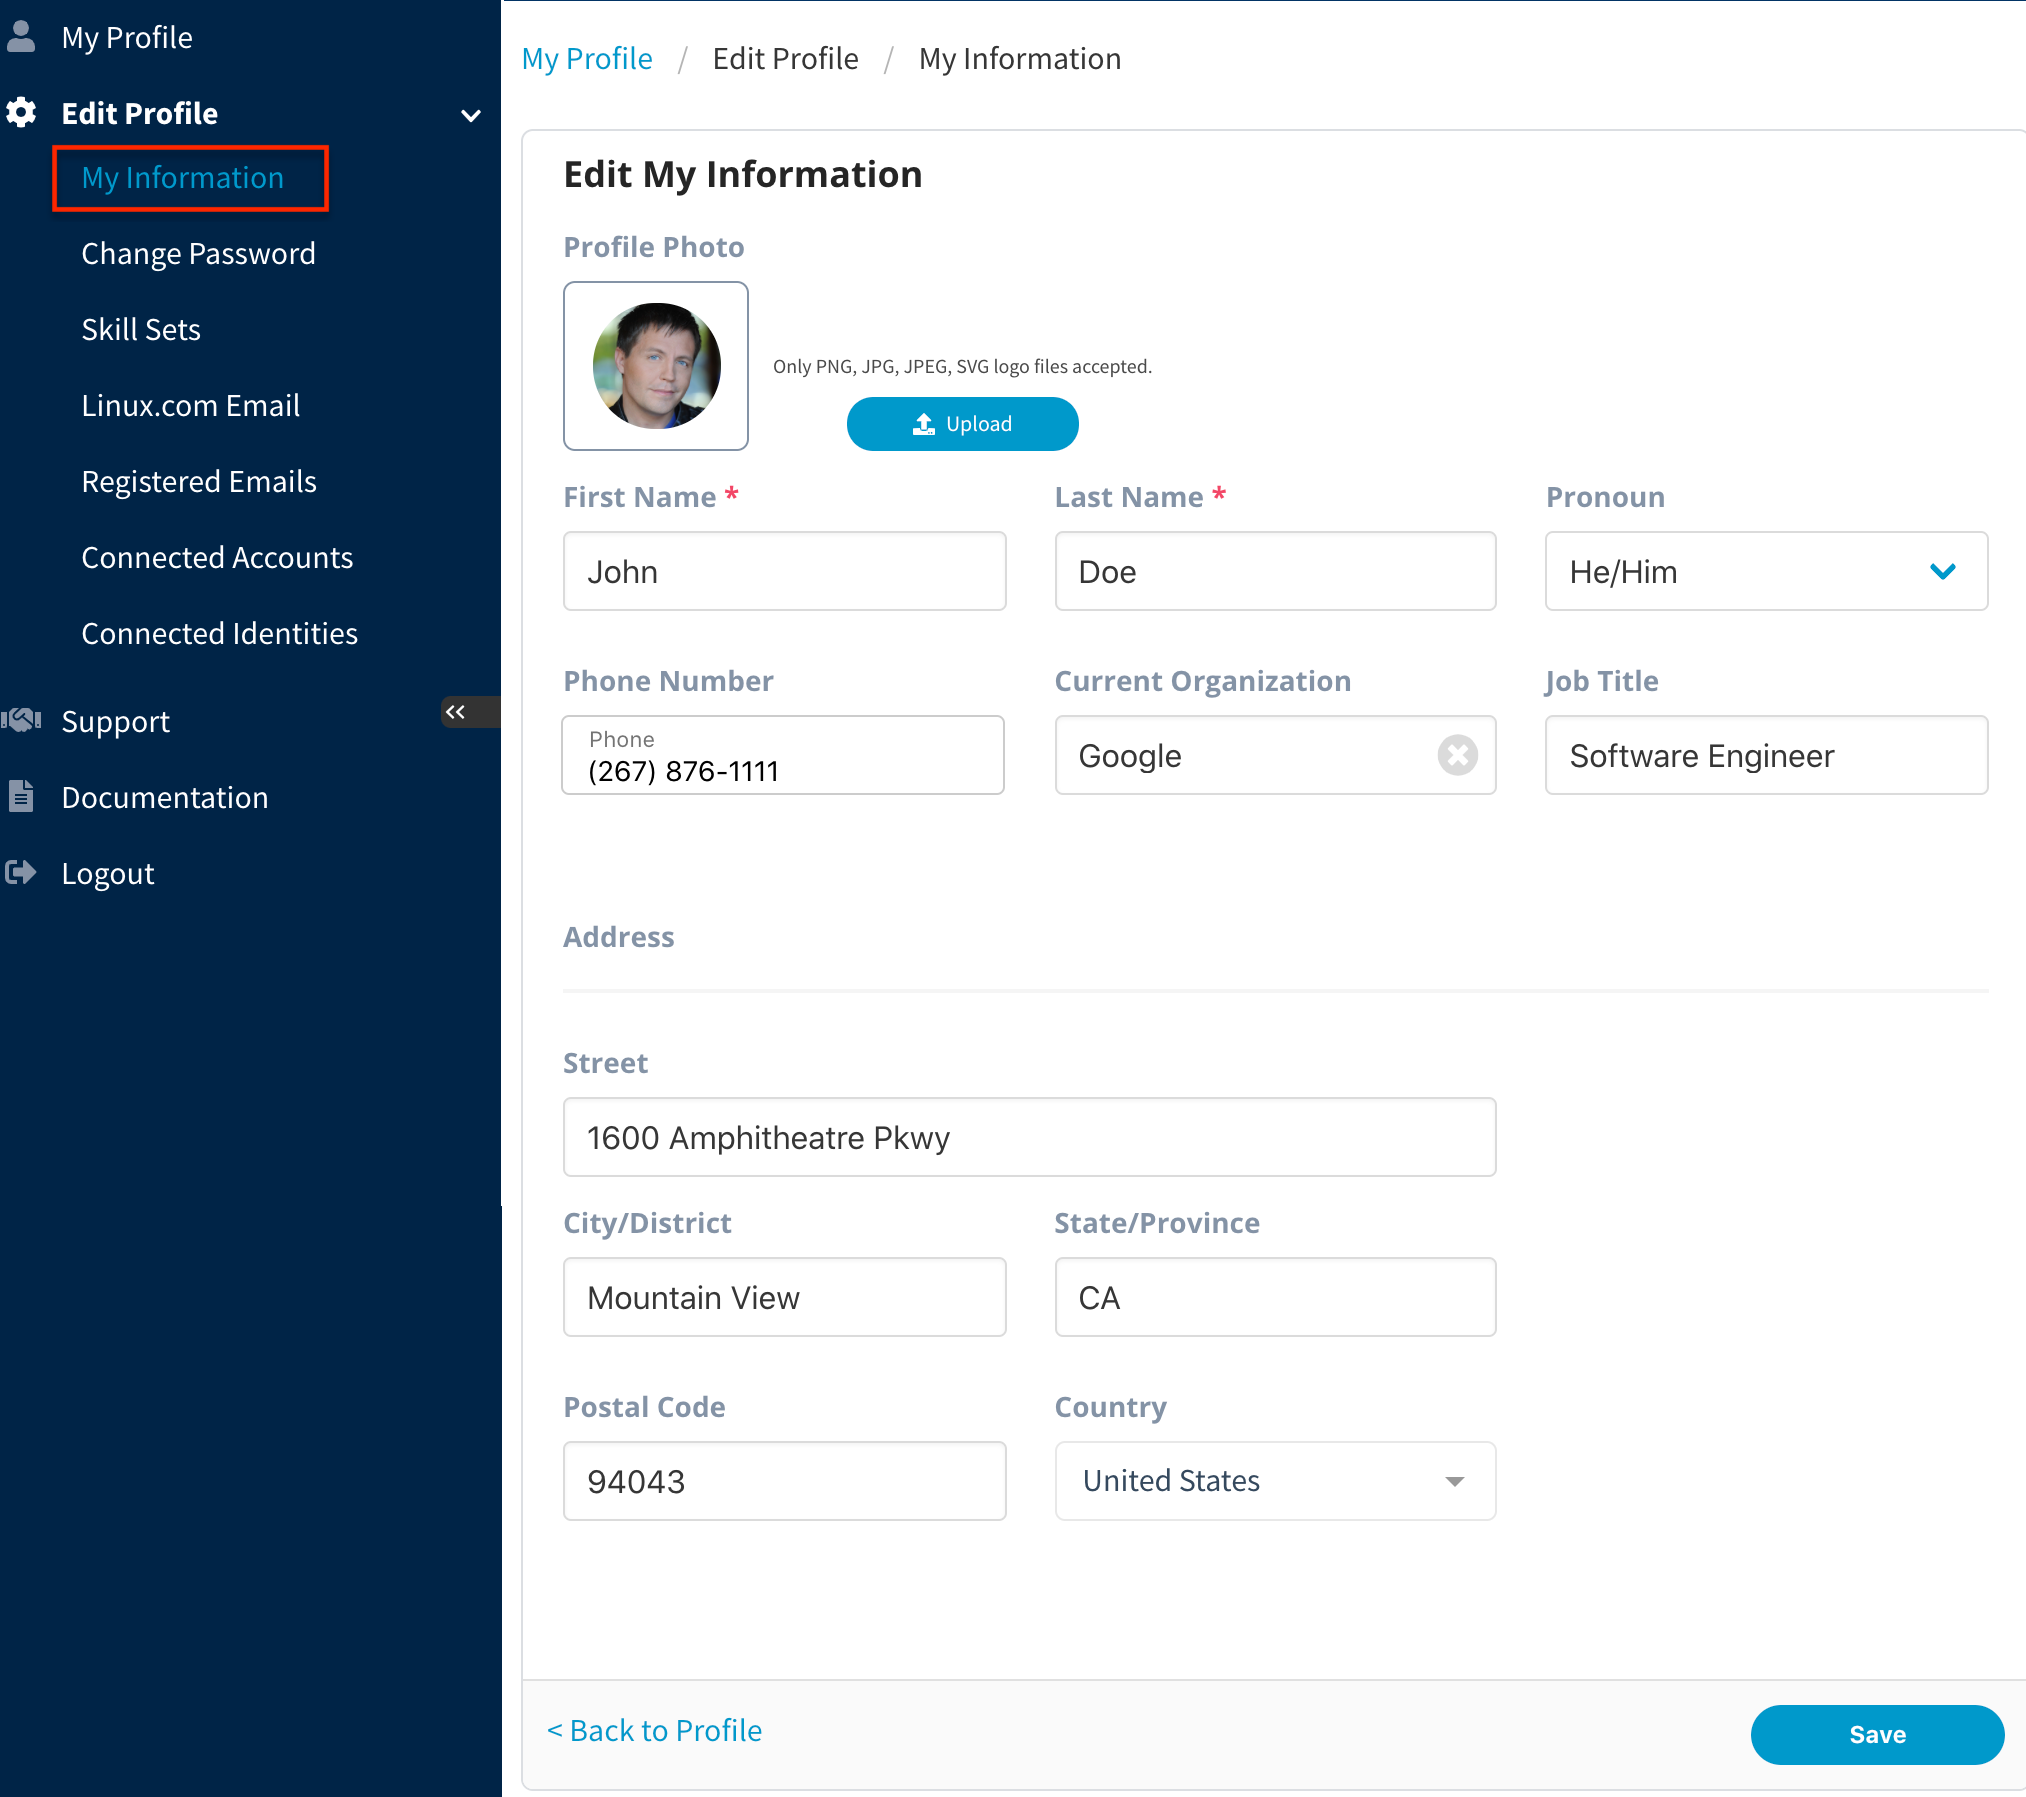 My Profile
Edit Profile
My Information
Change Password
Skill Sets
Linux.com Email
Registered Emails
Connected Accounts
Connected Identities
Support
Documentation
Logout
My Profile / Edit Profile / My Information
Edit My Information
Profile Photo
Only PNG, JPG, JPEG, SVG logo files accepted.
Upload
First Name * Last Name * Pronoun
John Doe He/Him
Phone Number Current Organization Job Title
Phone
(267) 876-1111 Google Software Engineer
Address
Street
1600 Amphitheatre Pkwy
City/District State/Province
Mountain View CA
Postal Code Country
94043 United States
< Back to Profile Save